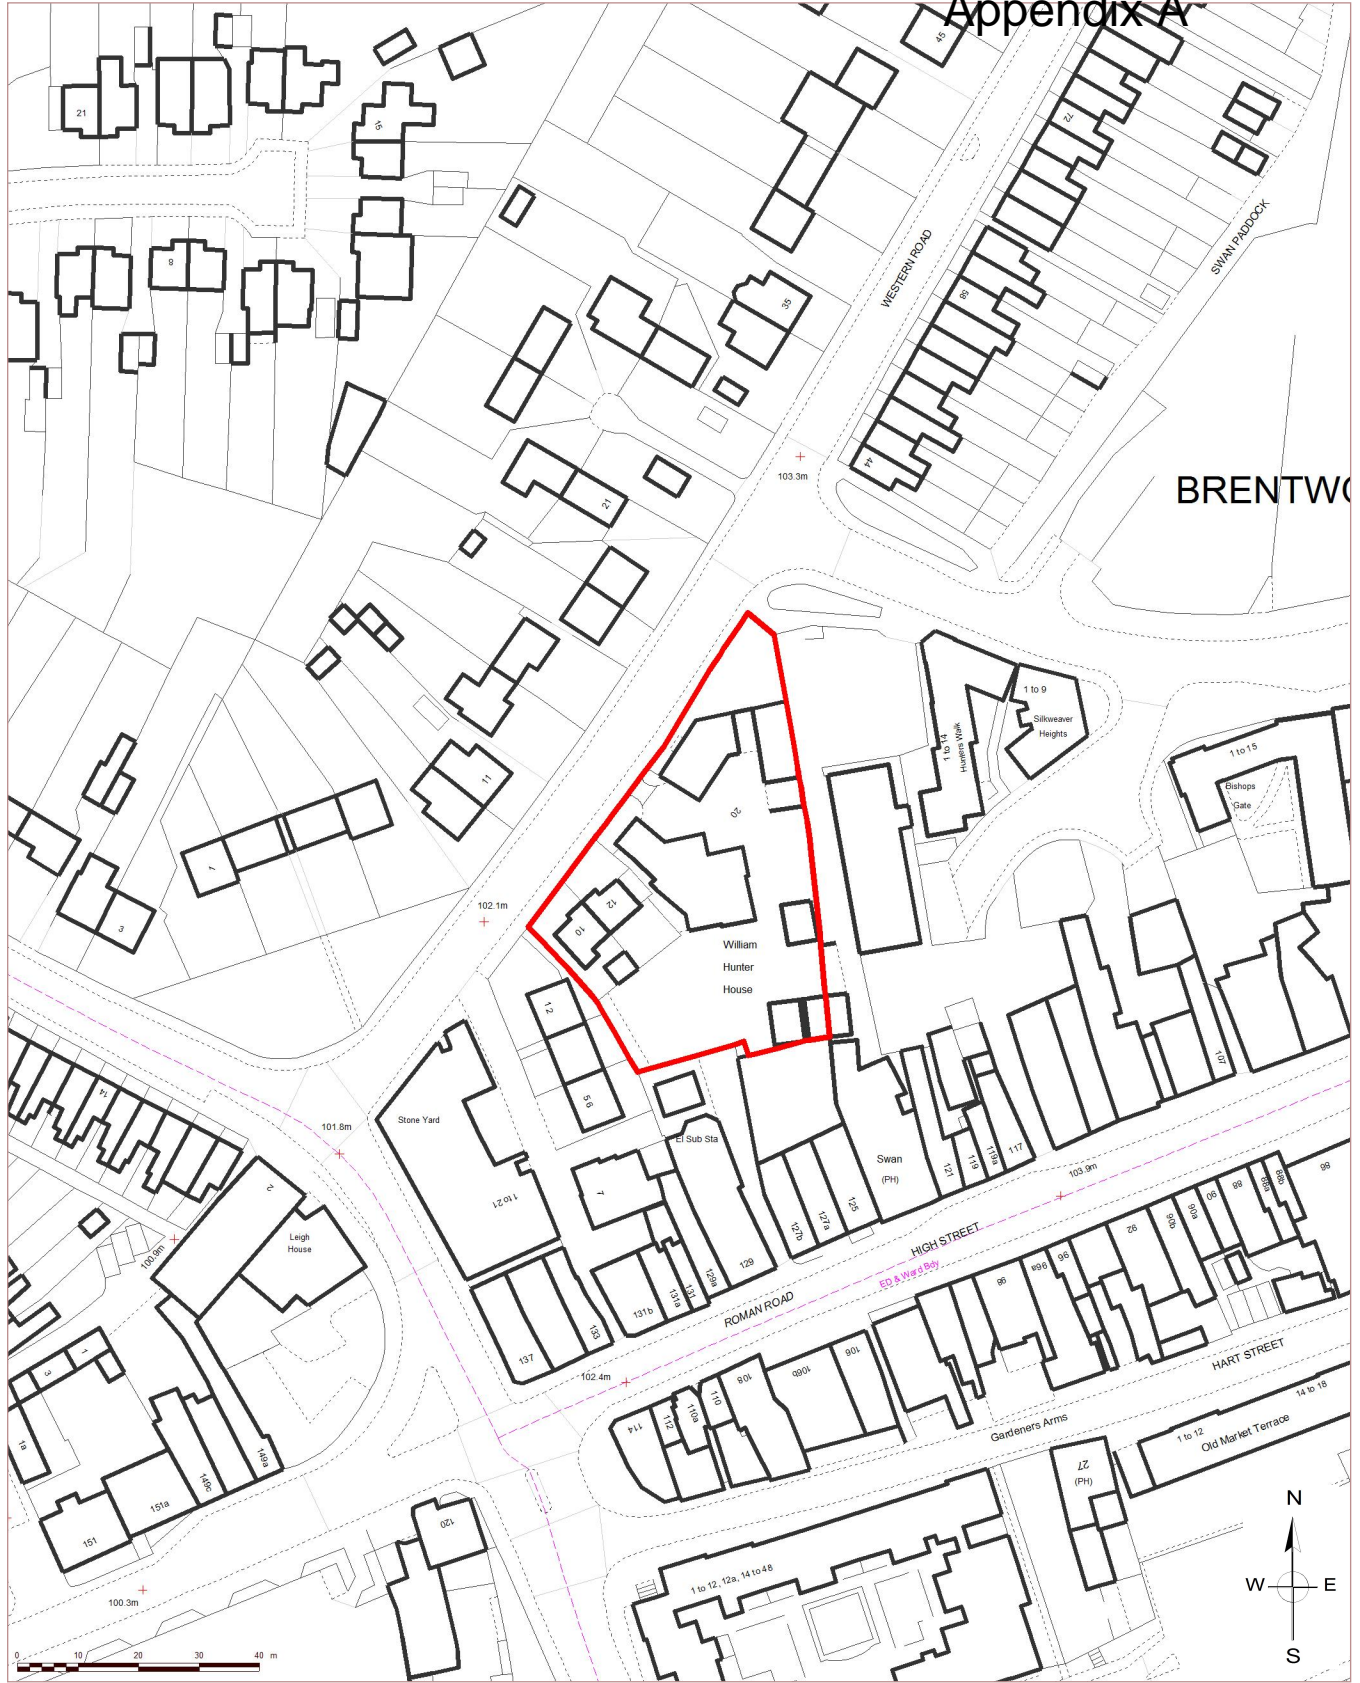 Appendix A
45
21
15
72
SWAN PADDOCK
WESTERN ROAD
8
58
35
44
103.3m
BRENTWO
21
1 to 9
Silkweaver
Heights
1 to 14
Hunters Walk
1 to 15
Bishops
Gate
11
20
7
3
102.1m
12
10
William
Hunter
House
1 2
5 6
107
14
101.8m
Stone Yard
El Sub Sta
Swan
(PH)
121
119
119a
117
103.9m
2
Leigh
House
100.9m
1 to 21
7
125
127a
127b
HIGH STREET
ED & Ward Bdy
86
88b
88a
88
90
90a
90b
92
96
96a
98
129
129a
131
131a
131b
133
137
ROMAN ROAD
102.4m
106
106b
108
110
110a
112
114
HART STREET
1
3
1a
149a
149c
151a
151
Gardeners Arms
14 to 18
1 to 12
Old Market Terrace
27
(PH)
120
1 to 12, 12a, 14 to 48
100.3m
N
W E
S
0 10 20 30 40 m